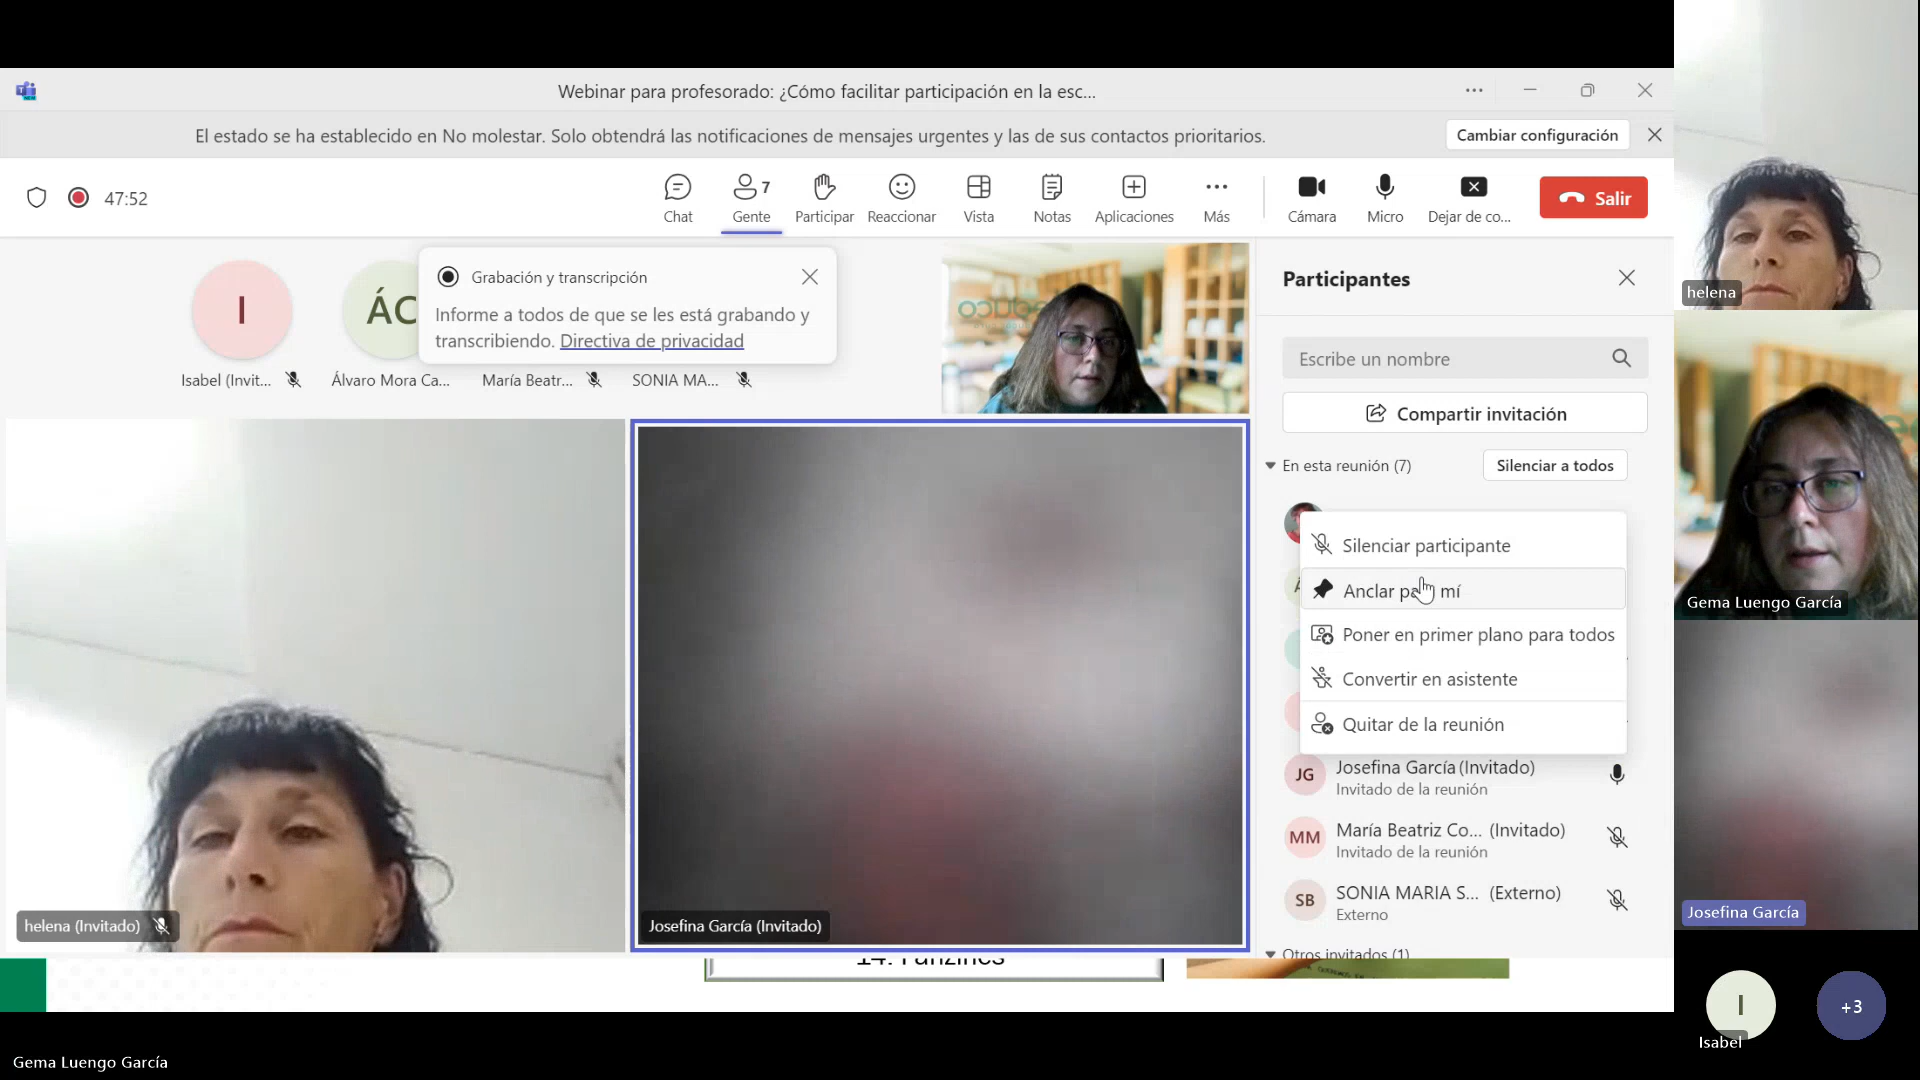 Webinar para profesorado: ¿Cómo facilitar participación en la esc...
El estado se ha establecido en No molestar. Solo obtendrá las notificaciones de mensajes urgentes y las de sus contactos prioritarios.
Cambiar configuración
47:52
Chat
Gente 7
Participar
Reaccionar
Vista
Notas
Aplicaciones
Más
Cámara
Micro
Dejar de co...
Salir
I
ÁC
Isabel (Invit...
Álvaro Mora Ca...
María Beatr...
SONIA MA...
Grabación y transcripción
Informe a todos de que se les está grabando y
transcribiendo. Directiva de privacidad
helena (Invitado)
Josefina García (Invitado)
Participantes
Escribe un nombre
Compartir invitación
En esta reunión (7)
Silenciar a todos
Silenciar participante
Anclar mí
Poner en primer plano para todos
Convertir en asistente
Quitar de la reunión
JG
Josefina García (Invitado)
Invitado de la reunión
MM
María Beatriz Co... (Invitado)
Invitado de la reunión
SB
SONIA MARIA S... (Externo)
Externo
Otros invitados (1)
14. Fanzines
helena
Gema Luengo García
Josefina García
I
Isabel
+3
Gema Luengo García